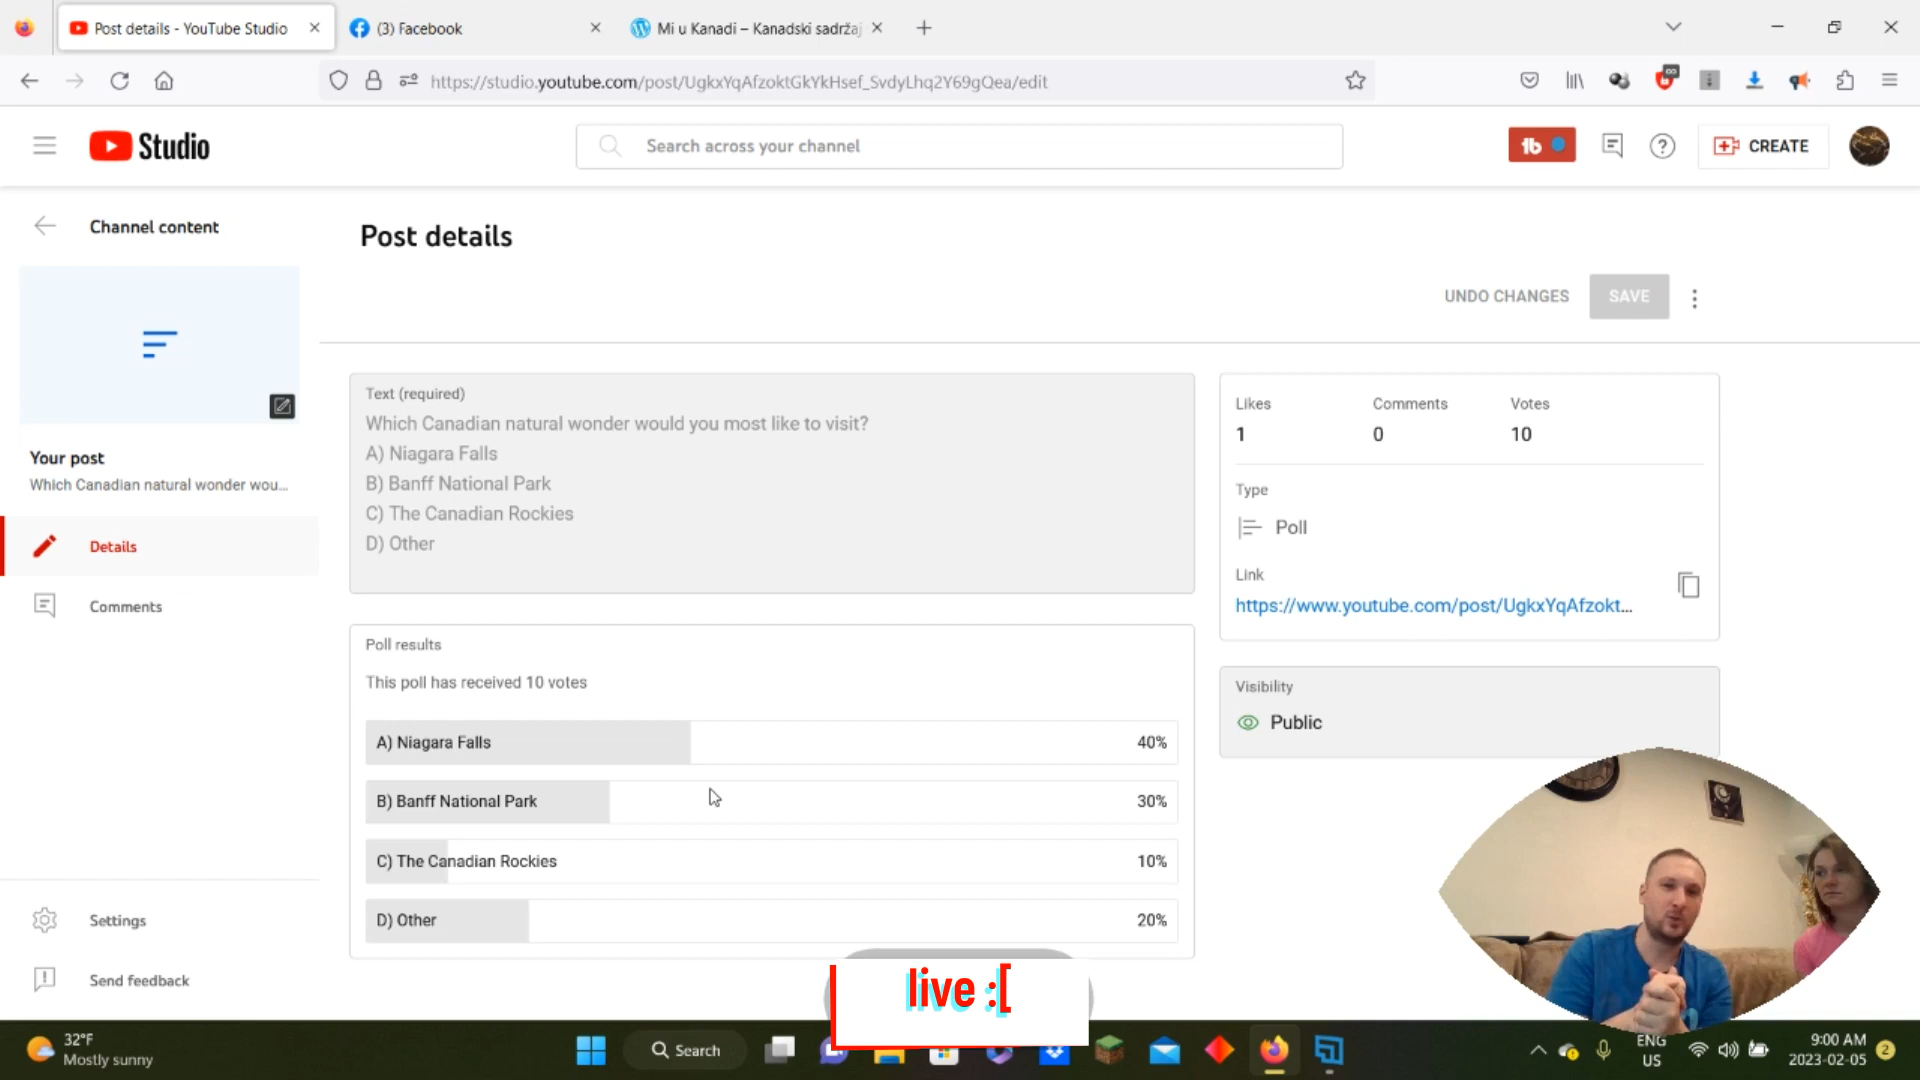 Post details - YouTube Studio
(3) Facebook
Mi u Kanadi – Kanadski sadržaj
https://studio.youtube.com/post/UgkxYqAfzoktGkYkHsef_SvdyLhq2Y69gQea/edit
Studio
Search across your channel
tb
CREATE
Channel content
Post details
UNDO CHANGES
SAVE
Your post
Which Canadian natural wonder wou...
Details
Comments
Settings
Send feedback
Text (required)
Which Canadian natural wonder would you most like to visit?
A) Niagara Falls
B) Banff National Park
C) The Canadian Rockies
D) Other
Poll results
This poll has received 10 votes
A) Niagara Falls 40%
B) Banff National Park 30%
C) The Canadian Rockies 10%
D) Other 20%
Likes Comments Votes
1 0 10
Type
Poll
Link
https://www.youtube.com/post/UgkxYqAfzokt...
Visibility
Public
live :[
32°F
Mostly sunny
Search
ENG
US
9:00 AM
2023-02-05
2